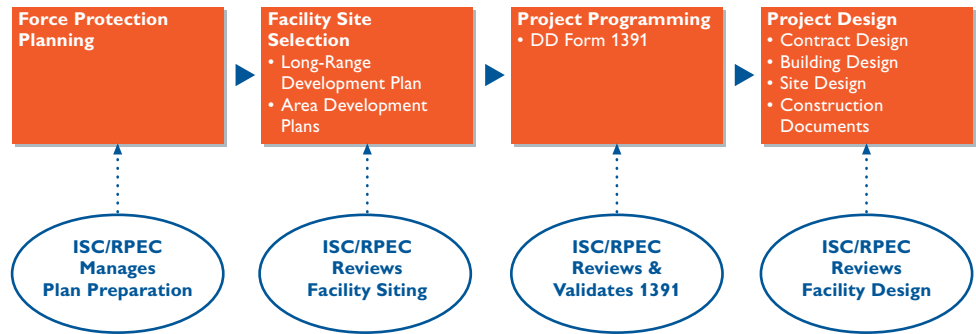 Force Protection
Planning
Facility Site
Selection
• Long-Range
Development Plan
• Area Development
Plans
Project Programming
• DD Form 1391
Project Design
• Contract Design
• Building Design
• Site Design
• Construction
Documents
ISC/RPEC
Manages
Plan Preparation
ISC/RPEC
Reviews
Facility Siting
ISC/RPEC
Reviews &
Validates 1391
ISC/RPEC
Reviews
Facility Design